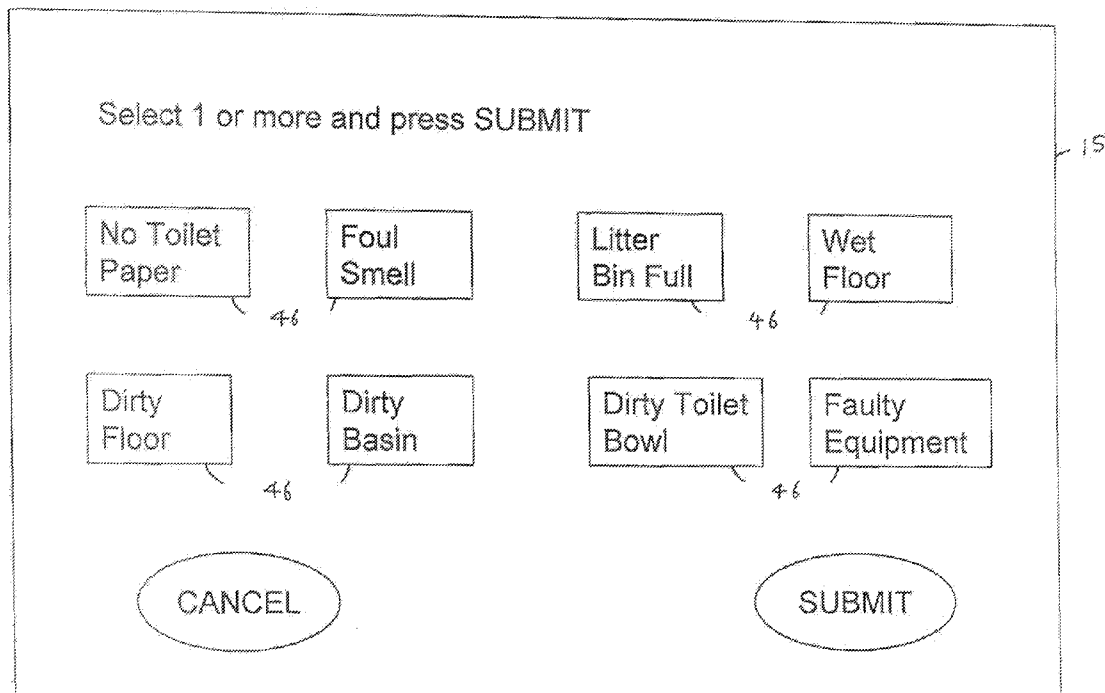 Select 1 or more and press SUBMIT
15
No Toilet
Paper
Foul
Smell
Litter
Bin Full
Wet
Floor
46
46
Dirty
Floor
Dirty
Basin
Dirty Toilet
Bowl
Faulty
Equipment
46
46
CANCEL
SUBMIT